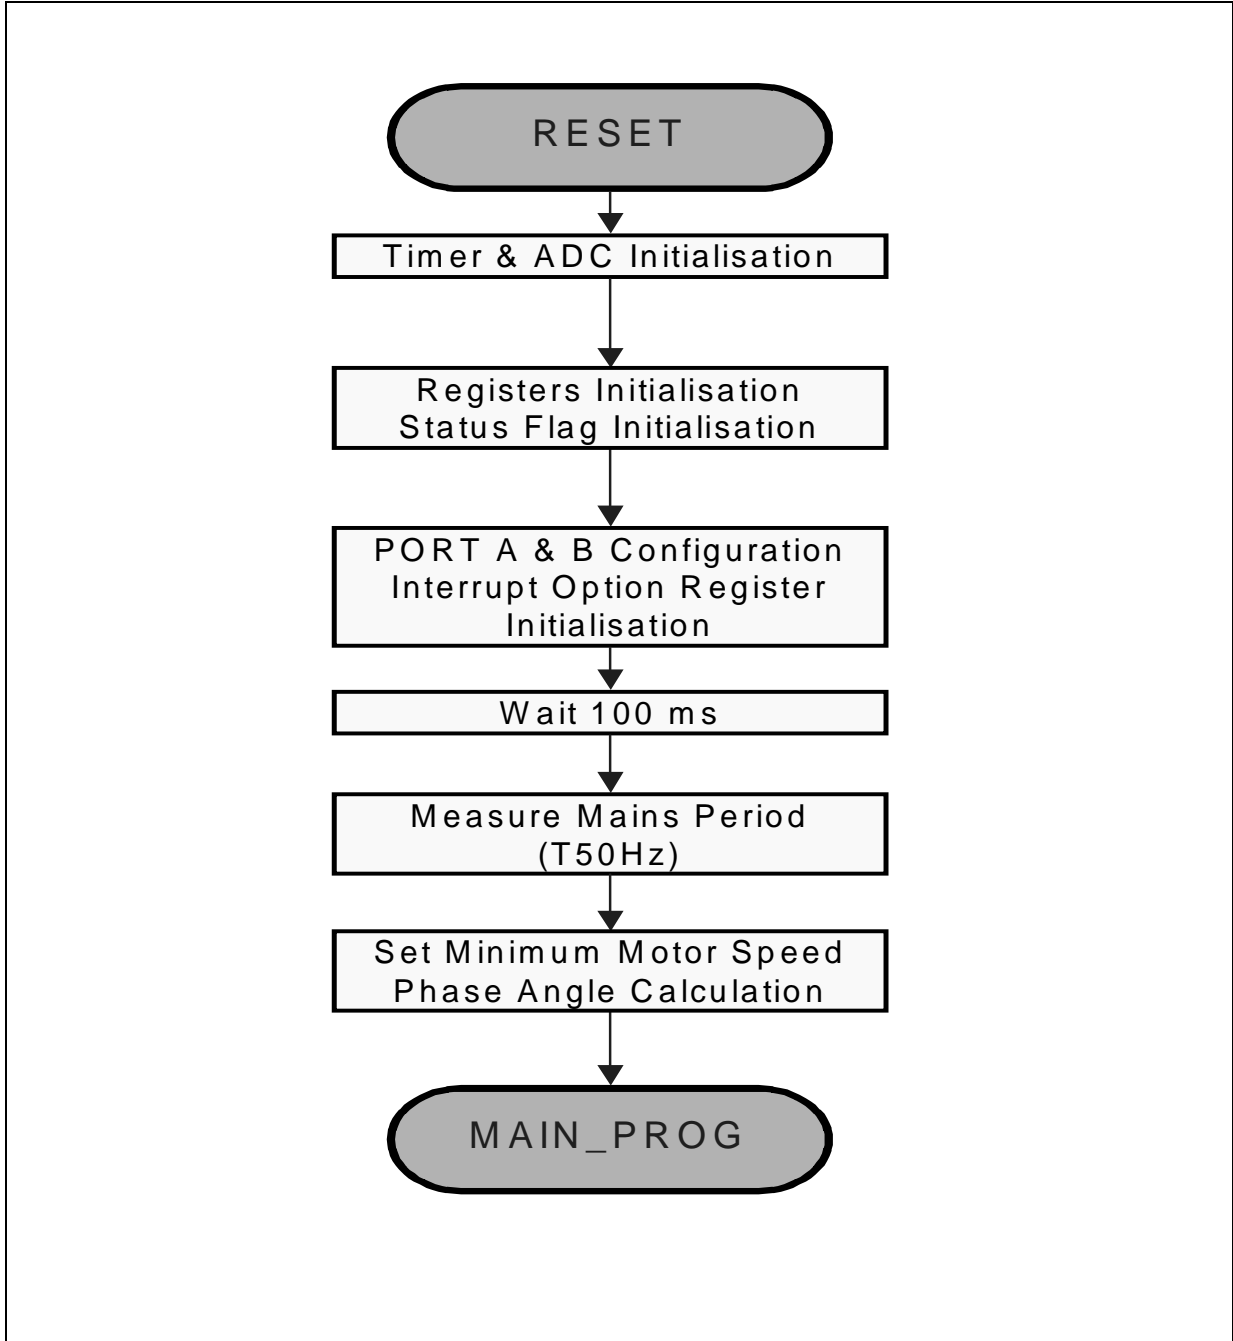 RESET
Timer & ADC Initialisation
Registers Initialisation
Status Flag Initialisation
PORT A & B Configuration
Interrupt Option Register
Initialisation
Wait 100 ms
Measure Mains Period
(T50Hz)
Set Minimum Motor Speed
Phase Angle Calculation
MAIN_PROG